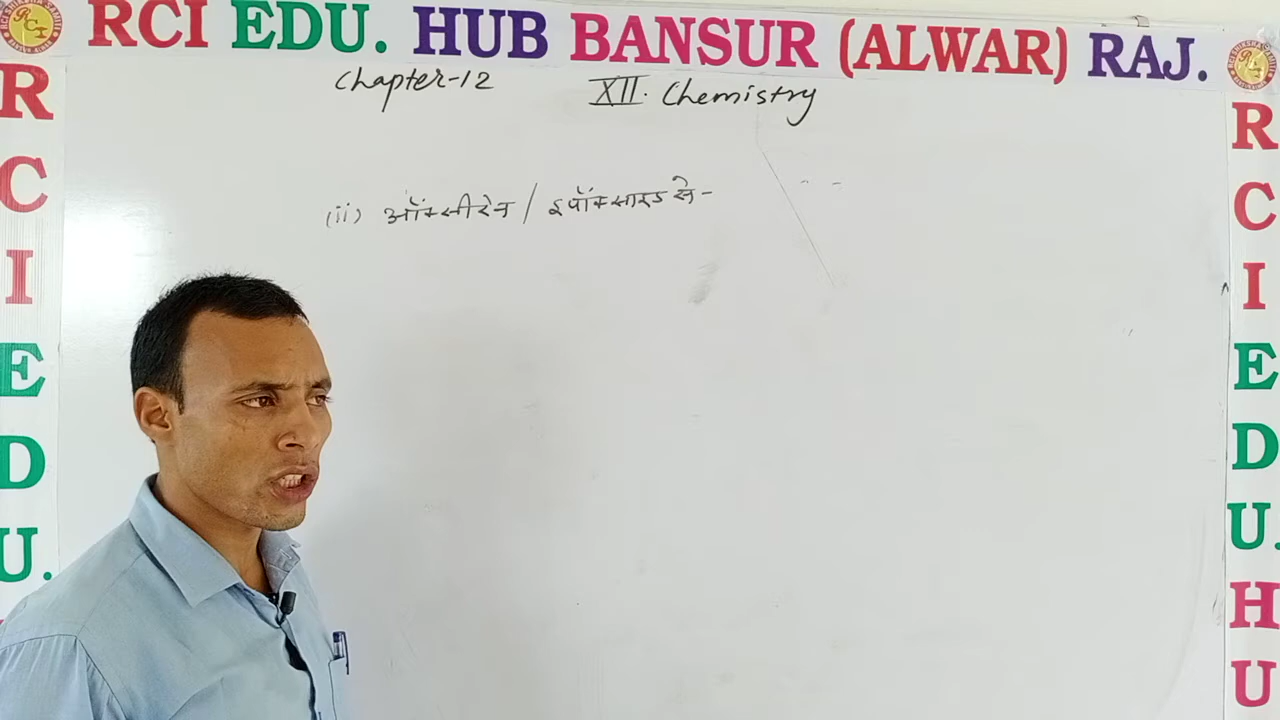 RCI EDU. HUB BANSUR (ALWAR) RAJ.
Chapter-12 XII. Chemistry
(ii) ऑक्सीरेन / इपॉक्साइड से-
R
C
I
E
D
U.
R
C
I
E
D
U.
H
U